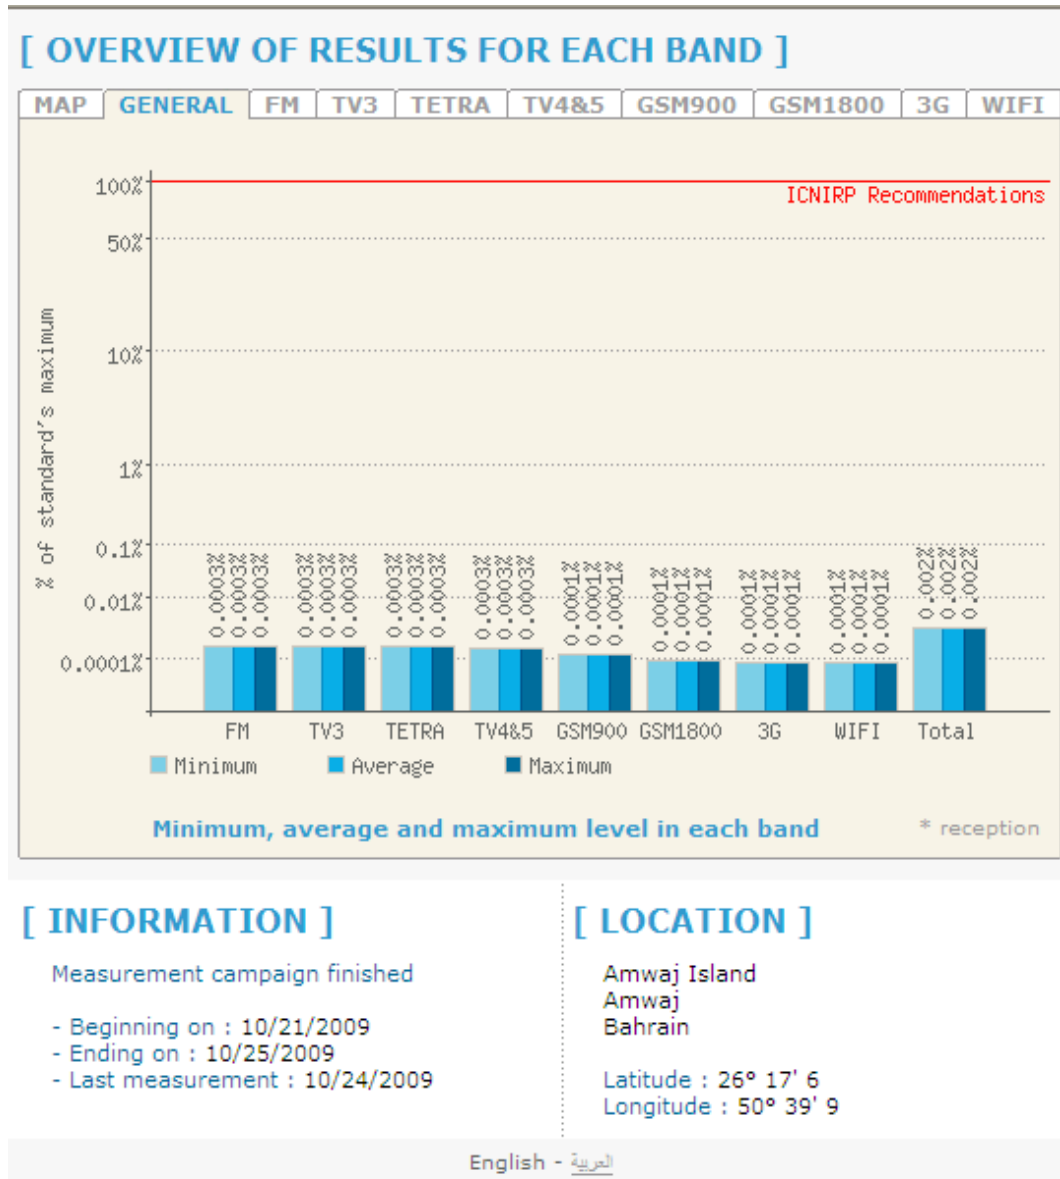 [ OVERVIEW OF RESULTS FOR EACH BAND ]
MAP GENERAL FM TV3 TETRA TV4&5 GSM900 GSM1800 3G WIFI
100%
ICNIRP Recommendations
50%
10%
1%
0.1%
0.01%
0.0001%
% of standard's maximum
0.0003% 0.0003% 0.0003% 0.0003% 0.0003% 0.0003% 0.0003% 0.0003% 0.0003% 0.0003% 0.0003% 0.0003% 0.0001% 0.0001% 0.0001% 0.0001% 0.0001% 0.0001% 0.0001% 0.0001% 0.0001% 0.0001% 0.0001% 0.0001% 0.002% 0.002% 0.002%
FM TV3 TETRA TV4&5 GSM900 GSM1800 3G WIFI Total
Minimum Average Maximum
Minimum, average and maximum level in each band * reception
[ INFORMATION ]
Measurement campaign finished
- Beginning on : 10/21/2009
- Ending on : 10/25/2009
- Last measurement : 10/24/2009
[ LOCATION ]
Amwaj Island
Amwaj
Bahrain
Latitude : 26° 17' 6
Longitude : 50° 39' 9
English - العربية